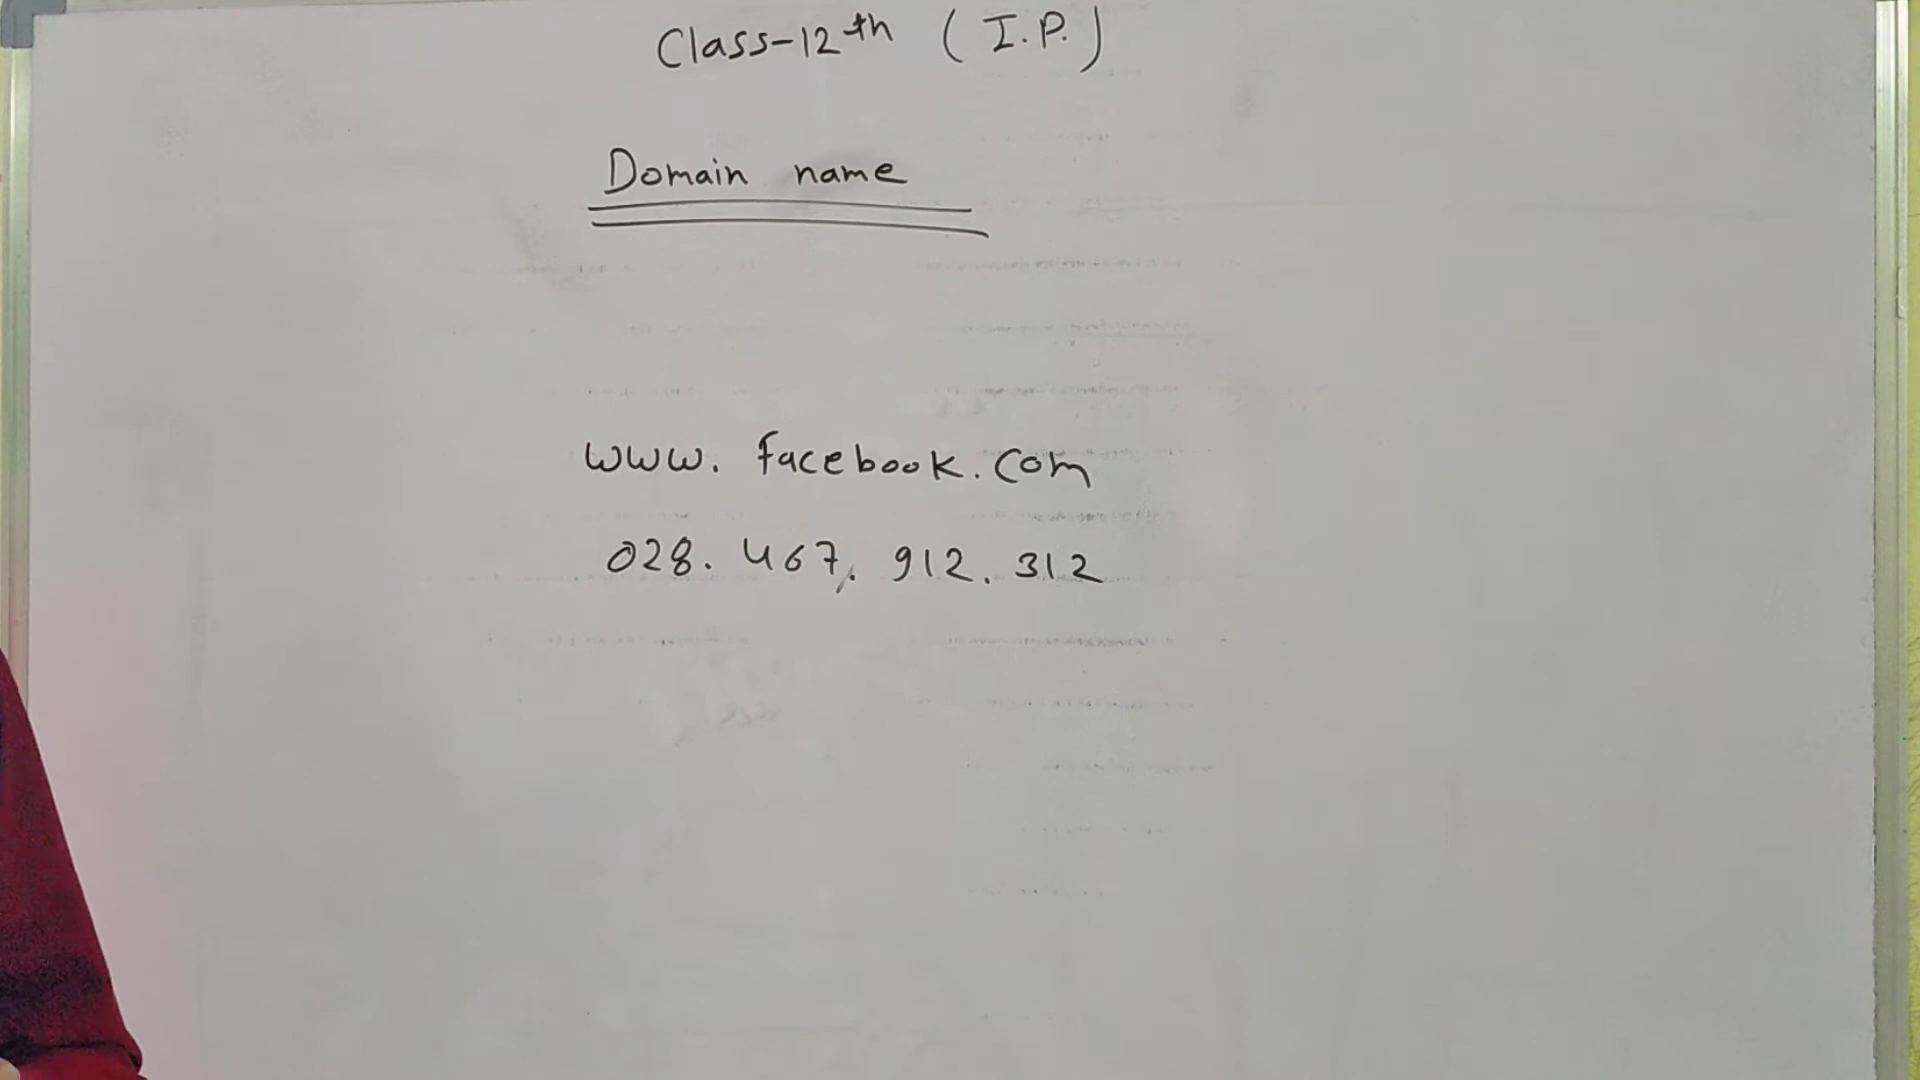 Class-12th (I.P.)
Domain name
www. facebook.com
028. 467. 912. 312